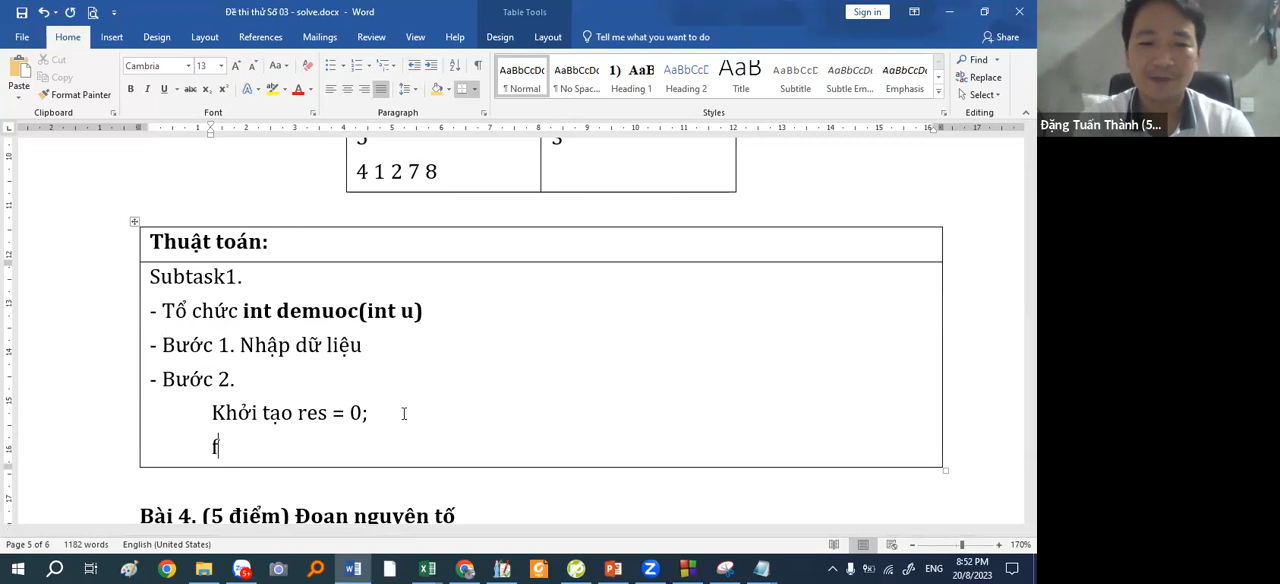 Đề thi thử Số 03 - solve.docx - Word
Table Tools
Sign in
File Home Insert Design Layout References Mailings Review View Help Design Layout Tell me what you want to do Share
Paste
Cut
Copy
Format Painter
Cambria 13
AaBbCcDc AaBbCcDc 1) AaB AaBbCcD AaB AaBbCcD AaBbCcDc AaBbCcDc
¶ Normal ¶ No Spac... Heading 1 Heading 2 Title Subtitle Subtle Em... Emphasis
Find
Replace
Select
Clipboard Font Paragraph Styles Editing
Đặng Tuấn Thành (5...
5 3
4 1 2 7 8
Thuật toán:
Subtask1.
- Tổ chức int demuoc(int u)
- Bước 1. Nhập dữ liệu
- Bước 2.
Khởi tạo res = 0;
f
Bài 4. (5 điểm) Đoạn nguyên tố
Page 5 of 6 1182 words English (United States) 170%
ENG
8:52 PM
20/8/2023